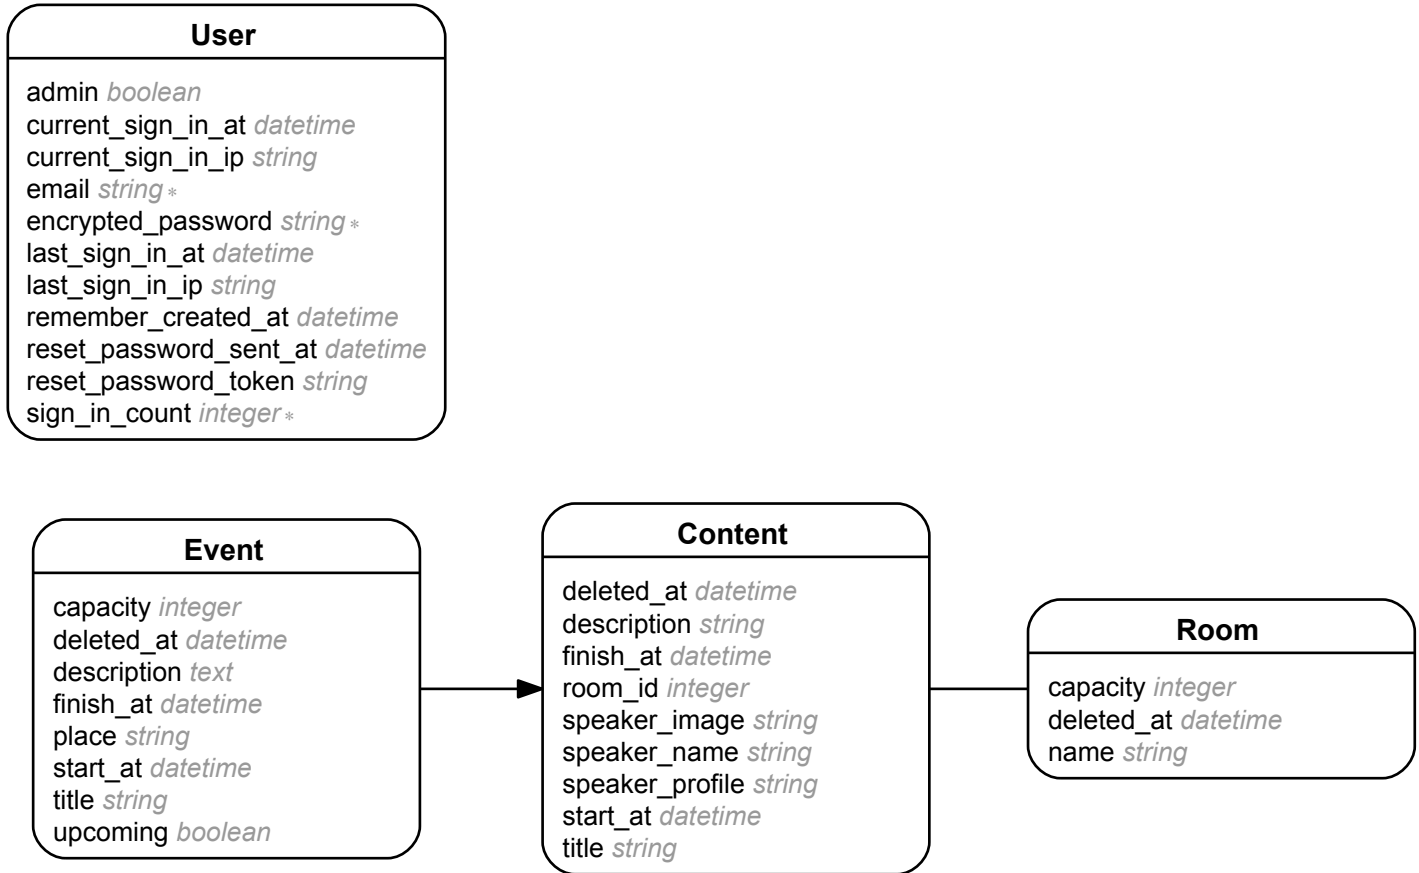 User
admin boolean
current_sign_in_at datetime
current_sign_in_ip string
email string *
encrypted_password string *
last_sign_in_at datetime
last_sign_in_ip string
remember_created_at datetime
reset_password_sent_at datetime
reset_password_token string
sign_in_count integer *
Event
capacity integer
deleted_at datetime
description text
finish_at datetime
place string
start_at datetime
title string
upcoming boolean
Content
deleted_at datetime
description string
finish_at datetime
room_id integer
speaker_image string
speaker_name string
speaker_profile string
start_at datetime
title string
Room
capacity integer
deleted_at datetime
name string